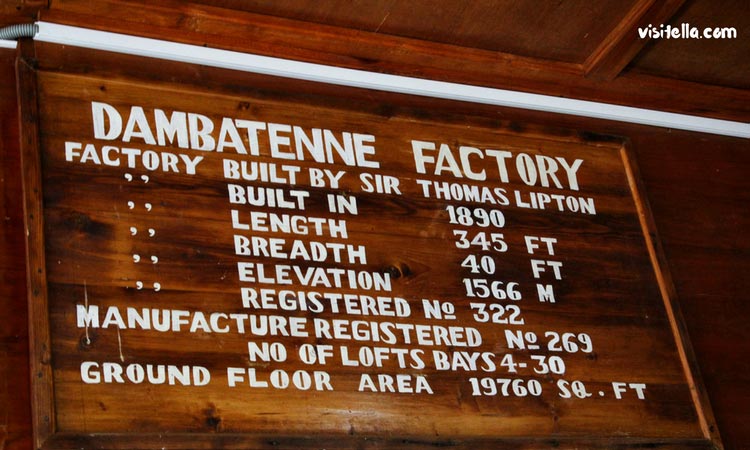 visitella.com
DAMBATENNE FACTORY
FACTORY BUILT BY SIR THOMAS LIPTON
,, BUILT IN 1890
,, LENGTH 345 FT
,, BREADTH 40 FT
,, ELEVATION 1566 M
,, REGISTERED No 322
MANUFACTURE REGISTERED No 269
NO OF LOFTS BAYS 4-30
GROUND FLOOR AREA 19760 SQ. FT